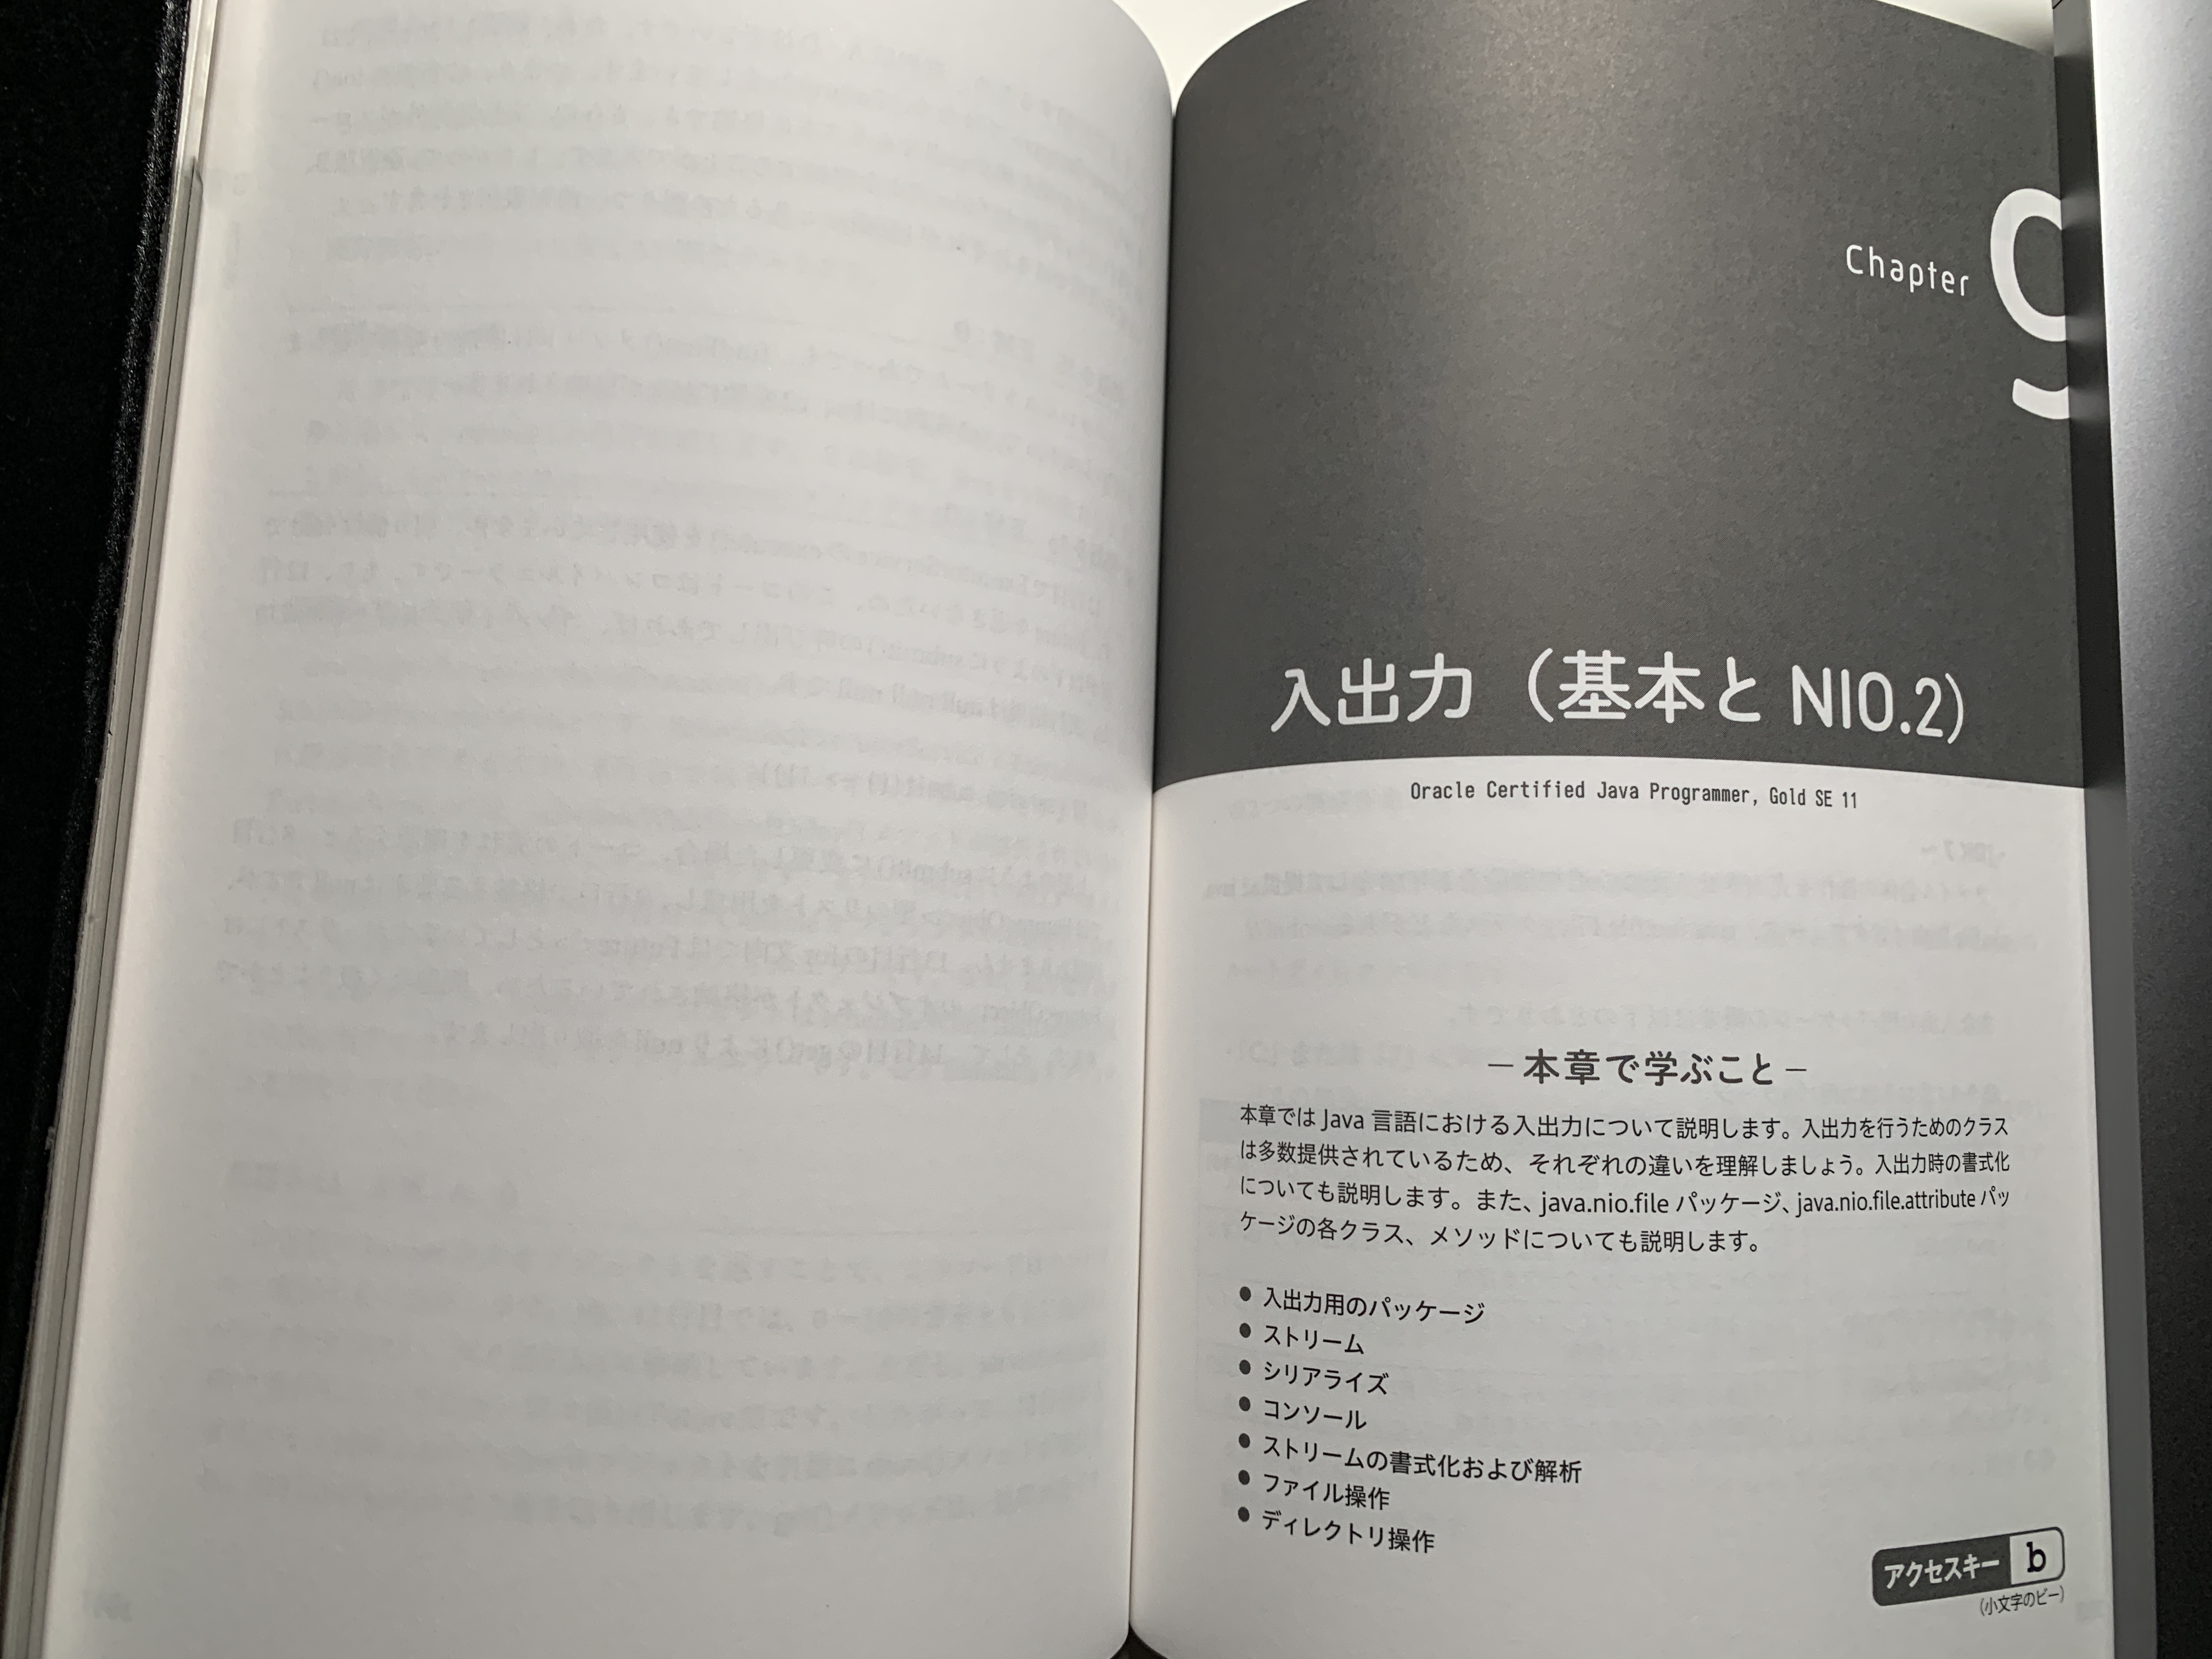 Chapter 9
入出力（基本と NIO.2)
Oracle Certified Java Programmer, Gold SE 11
― 本章で学ぶこと ―
本章では Java 言語における入出力について説明します。入出力を行うためのクラス
は多数提供されているため、それぞれの違いを理解しましょう。入出力時の書式化
についても説明します。また、java.nio.file パッケージ、java.nio.file.attribute パッ
ケージの各クラス、メソッドについても説明します。
● 入出力用のパッケージ
● ストリーム
● シリアライズ
● コンソール
● ストリームの書式化および解析
● ファイル操作
● ディレクトリ操作
アクセスキー b
(小文字のビー)